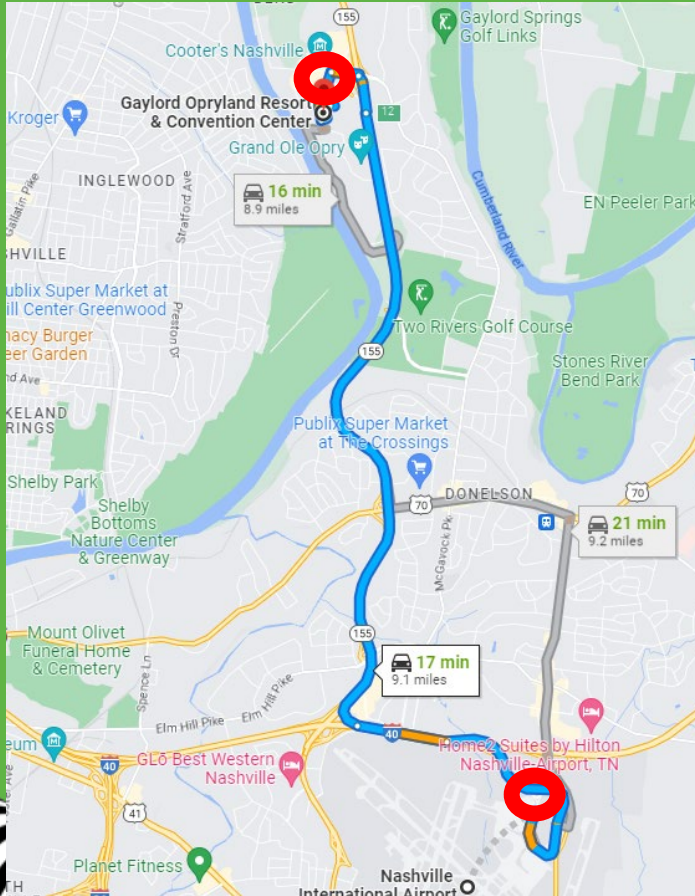 155
Cooter's Nashville
Gaylord Springs
Golf Links
Gaylord Opryland Resort
& Convention Center
12
Kroger
Grand Ole Opry
INGLEWOOD
Gallatin Pike
Stratford Ave
16 min
8.9 miles
Cumberland River
EN Peeler Park
SHVILLE
ublix Super Market at
ill Center Greenwood
Preston Dr
macy Burger
eer Garden
nd Ave
Two Rivers Golf Course
155
Stones River
Bend Park
KELAND
RINGS
Publix Super Market
at The Crossings
Shelby Park
Shelby
Bottoms
Nature Center
& Greenway
70
DONELSON
70
McGavock Pk
21 min
9.2 miles
Mount Olivet
Funeral Home
& Cemetery
155
17 min
9.1 miles
Spence Ln
Elm Hill Pike
Elm Hill Pike
eum
40
40
GLō Best Western
Nashville
Home2 Suites by Hilton
Nashville-Airport, TN
41
Planet Fitness
Nashville
International Airport
TH